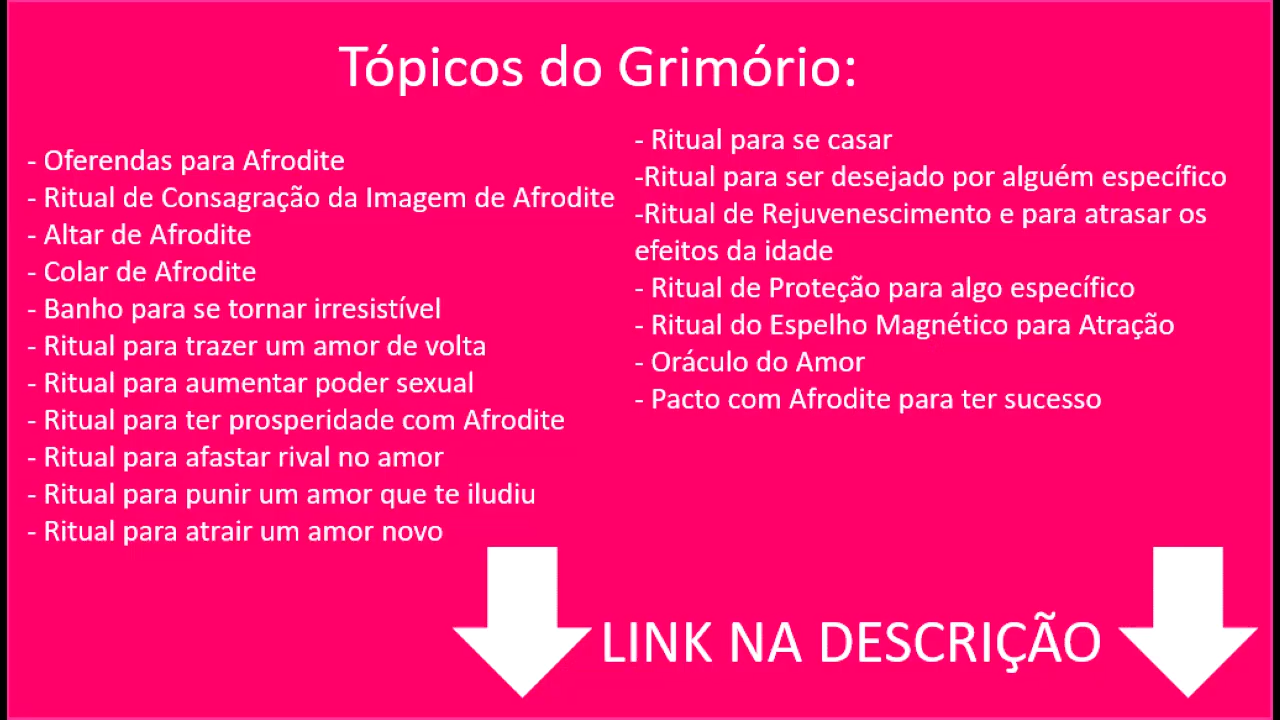 Tópicos do Grimório:
- Oferendas para Afrodite
- Ritual de Consagração da Imagem de Afrodite
- Altar de Afrodite
- Colar de Afrodite
- Banho para se tornar irresistível
- Ritual para trazer um amor de volta
- Ritual para aumentar poder sexual
- Ritual para ter prosperidade com Afrodite
- Ritual para afastar rival no amor
- Ritual para punir um amor que te iludiu
- Ritual para atrair um amor novo
- Ritual para se casar
-Ritual para ser desejado por alguém específico
-Ritual de Rejuvenescimento e para atrasar os
efeitos da idade
- Ritual de Proteção para algo específico
- Ritual do Espelho Magnético para Atração
- Oráculo do Amor
- Pacto com Afrodite para ter sucesso
LINK NA DESCRIÇÃO